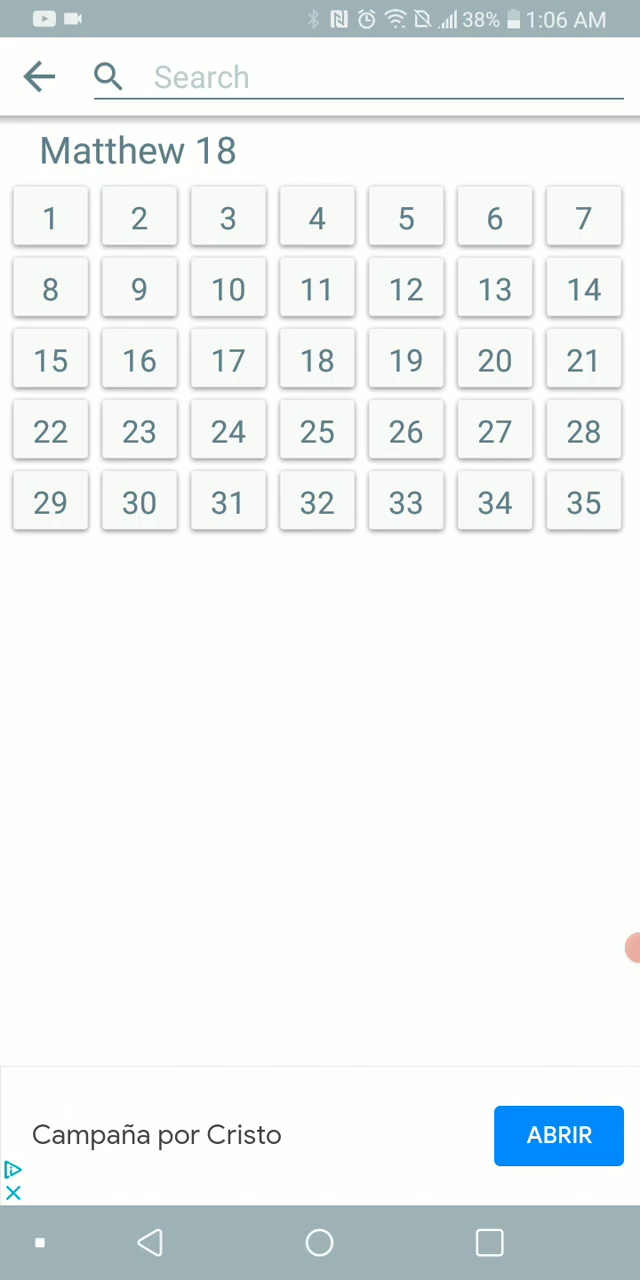 38% 1:06 AM
Search
Matthew 18
1 2 3 4 5 6 7
8 9 10 11 12 13 14
15 16 17 18 19 20 21
22 23 24 25 26 27 28
29 30 31 32 33 34 35
Campaña por Cristo
ABRIR